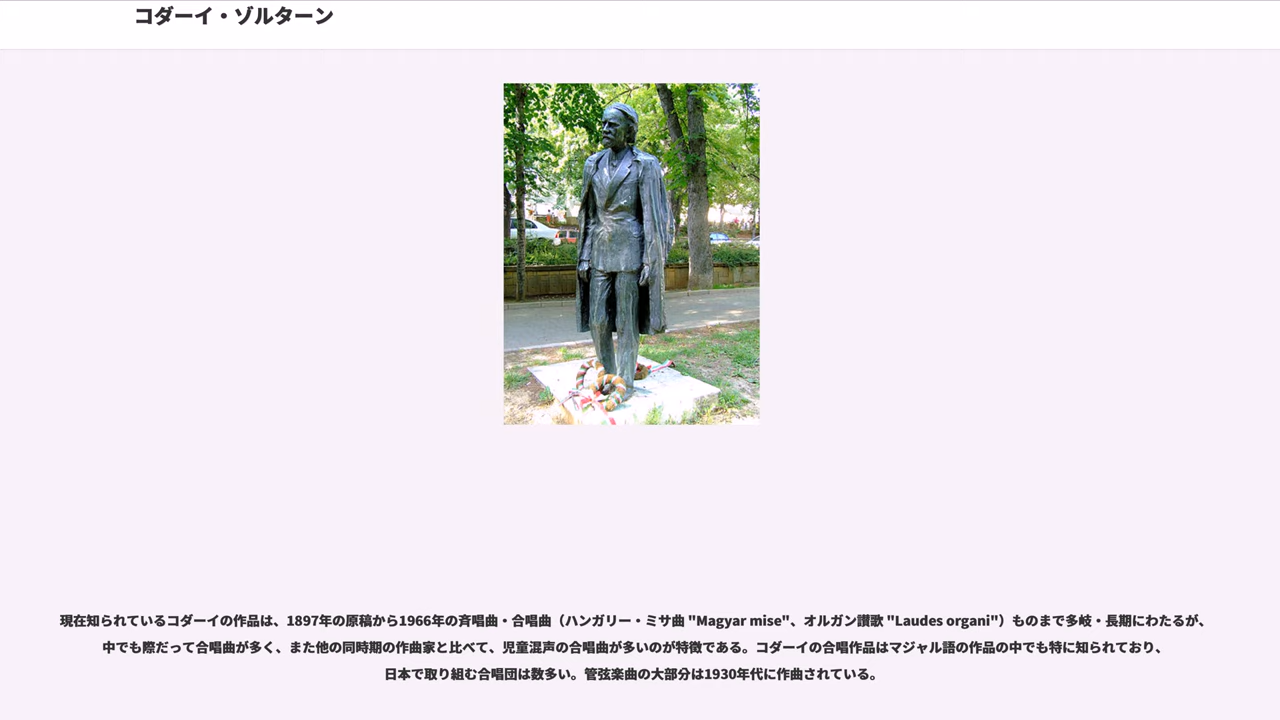 コダーイ・ゾルターン
現在知られているコダーイの作品は、1897年の原稿から1966年の斉唱曲・合唱曲（ハンガリー・ミサ曲 "Magyar mise"、オルガン讃歌 "Laudes organi"）ものまで多岐・長期にわたるが、
中でも際だって合唱曲が多く、また他の同時期の作曲家と比べて、児童混声の合唱曲が多いのが特徴である。コダーイの合唱作品はマジャル語の作品の中でも特に知られており、
日本で取り組む合唱団は数多い。管弦楽曲の大部分は1930年代に作曲されている。